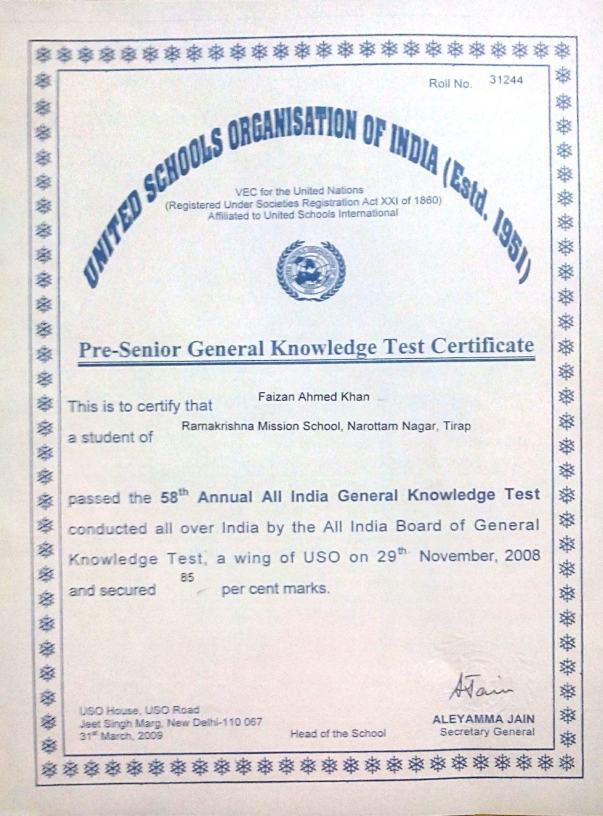 Roll No. 31244
UNITED SCHOOLS ORGANISATION OF INDIA (Estd. 1951)
VEC for the United Nations
(Registered Under Societies Registration Act XXI of 1860)
Affiliated to United Schools International
Pre-Senior General Knowledge Test Certificate
This is to certify that Faizan Ahmed Khan
a student of Ramakrishna Mission School, Narottam Nagar, Tirap
passed the 58th Annual All India General Knowledge Test
conducted all over India by the All India Board of General
Knowledge Test, a wing of USO on 29th November, 2008
and secured 85 per cent marks.
AJain
USO House, USO Road
Jeet Singh Marg, New Delhi-110 067
31st March, 2009
Head of the School
ALEYAMMA JAIN
Secretary General